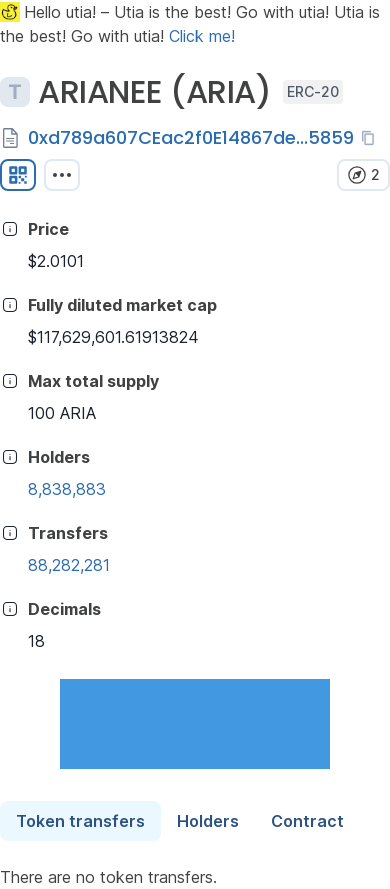 Hello utia! – Utia is the best! Go with utia! Utia is
the best! Go with utia! Click me!
T ARIANEE (ARIA) ERC-20
0xd789a607CEac2f0E14867de...5859
2
Price
$2.0101
Fully diluted market cap
$117,629,601.61913824
Max total supply
100 ARIA
Holders
8,838,883
Transfers
88,282,281
Decimals
18
Token transfers Holders Contract
There are no token transfers.